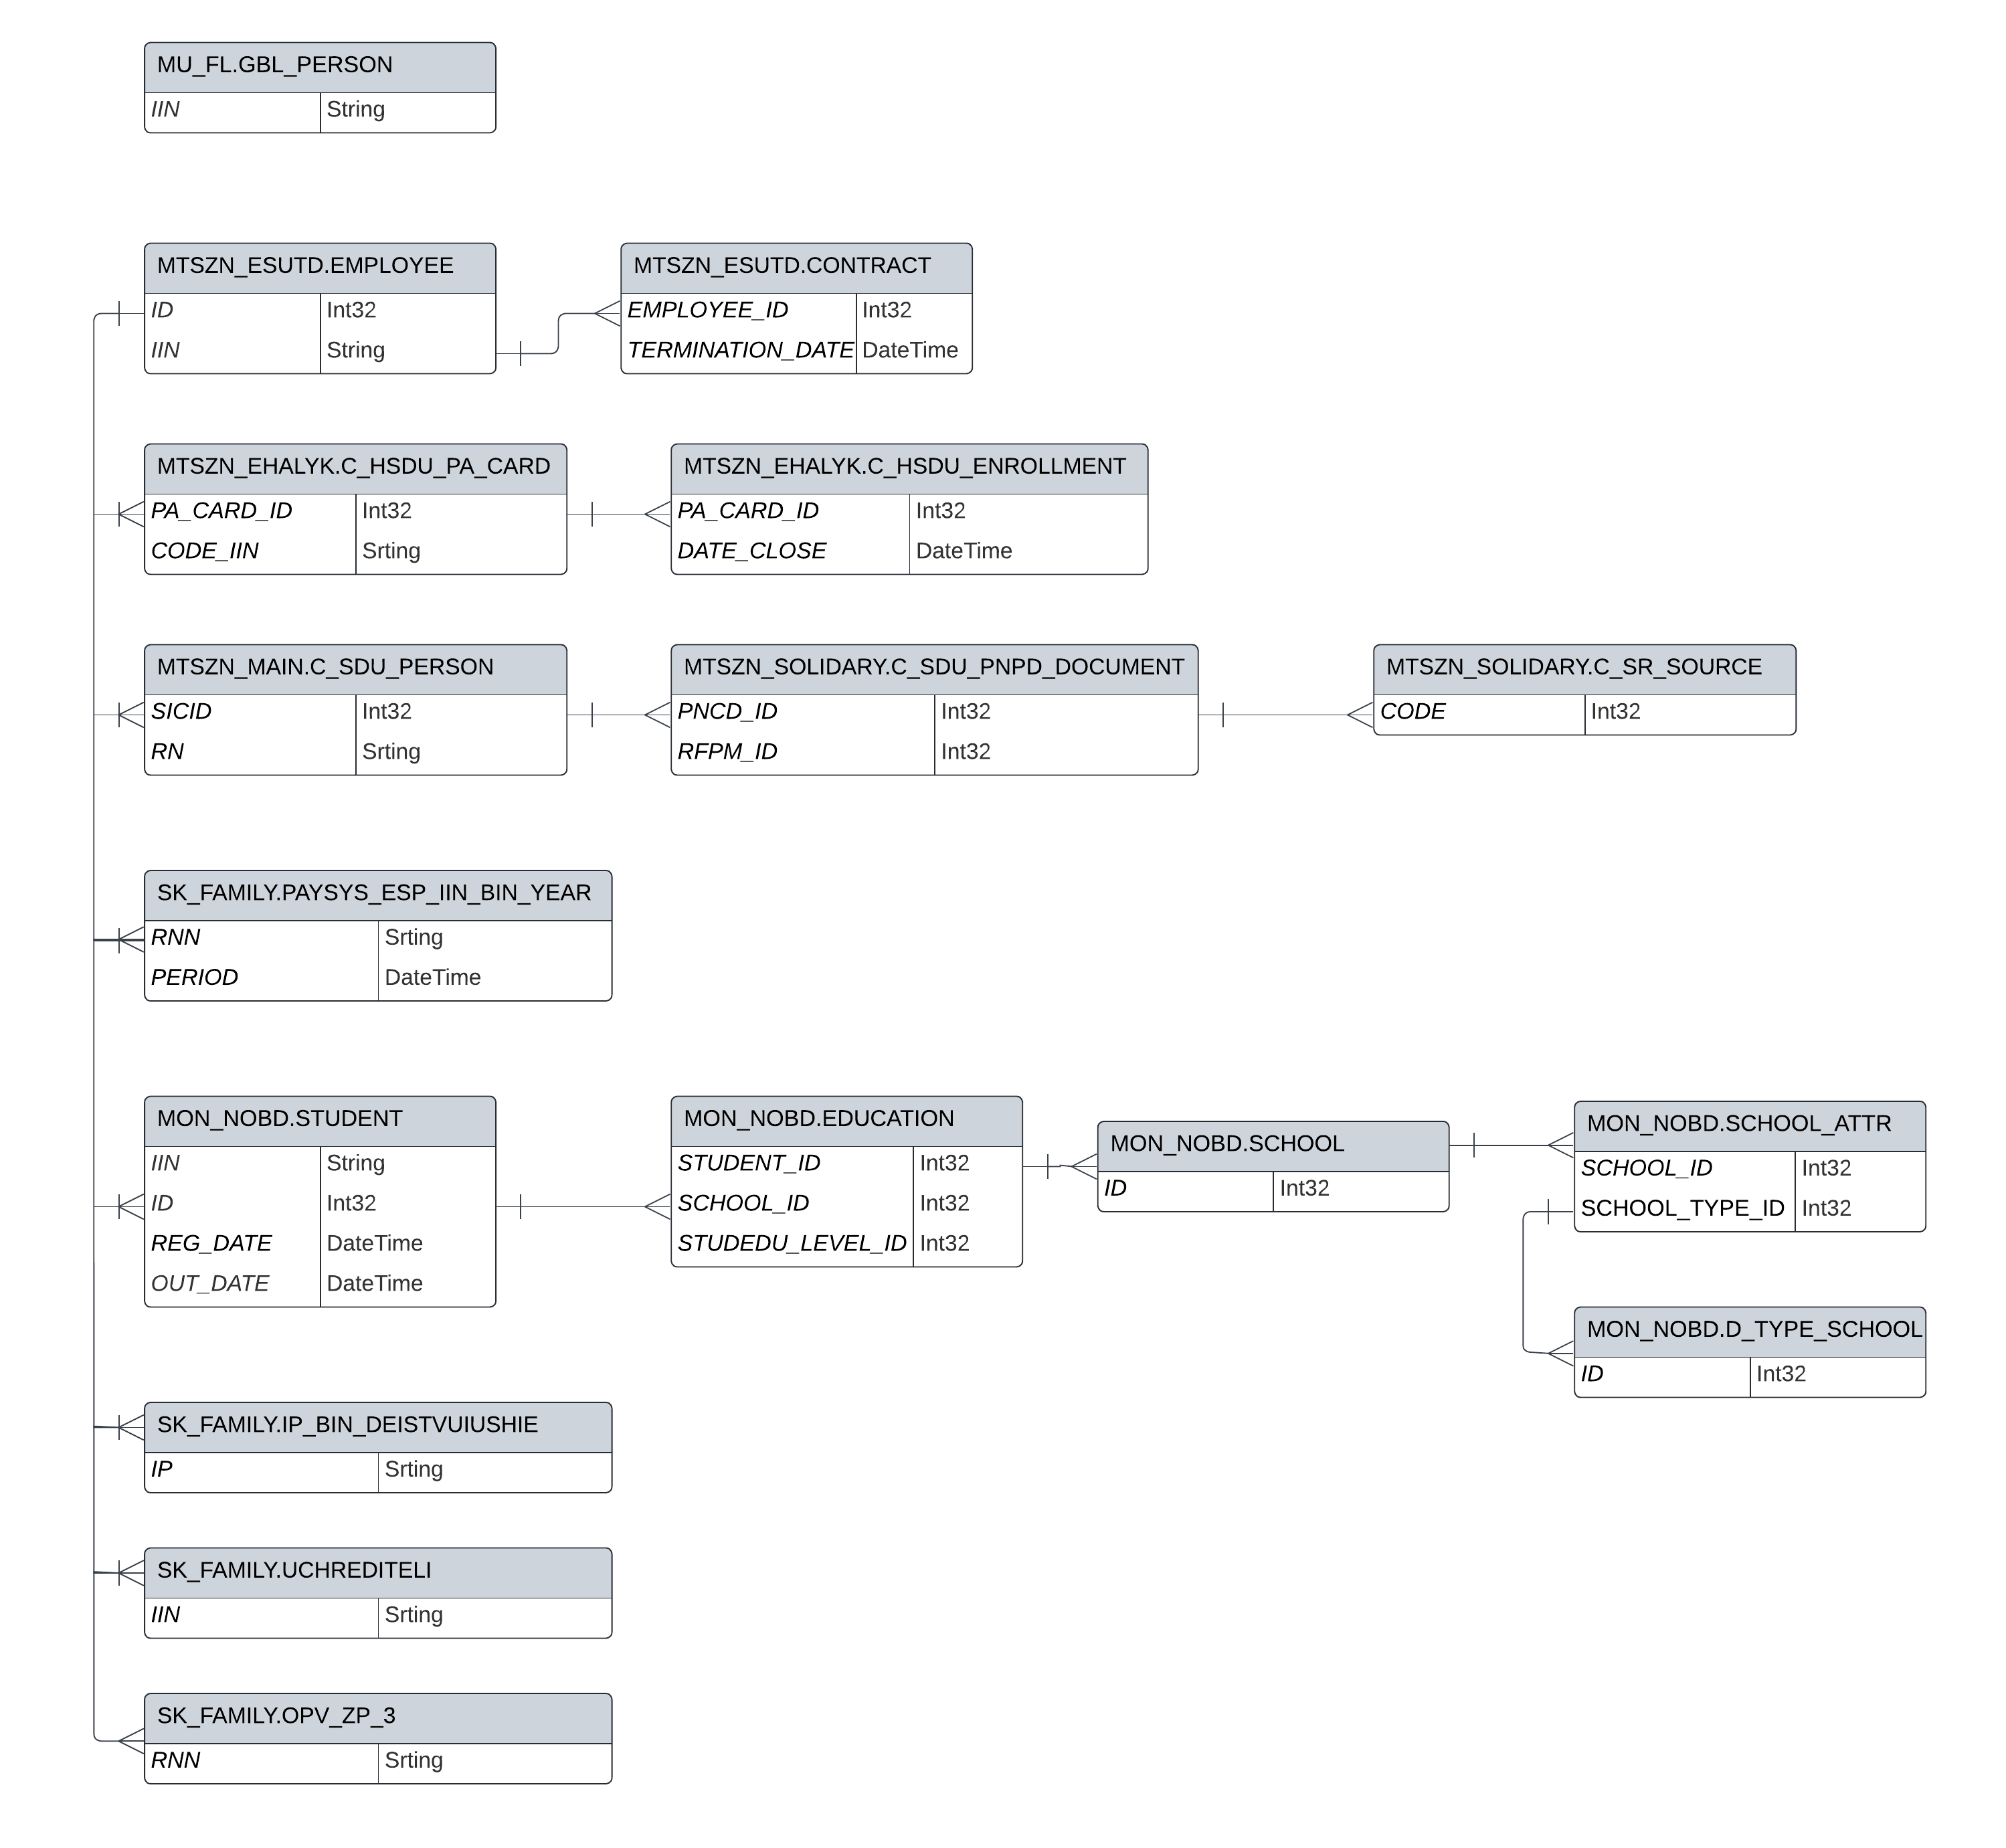 MU_FL.GBL_PERSON
IIN String
MTSZN_ESUTD.EMPLOYEE
ID Int32
IIN String
MTSZN_ESUTD.CONTRACT
EMPLOYEE_ID Int32
TERMINATION_DATE DateTime
MTSZN_EHALYK.C_HSDU_PA_CARD
PA_CARD_ID Int32
CODE_IIN Srting
MTSZN_EHALYK.C_HSDU_ENROLLMENT
PA_CARD_ID Int32
DATE_CLOSE DateTime
MTSZN_MAIN.C_SDU_PERSON
SICID Int32
RN Srting
MTSZN_SOLIDARY.C_SDU_PNPD_DOCUMENT
PNCD_ID Int32
RFPM_ID Int32
MTSZN_SOLIDARY.C_SR_SOURCE
CODE Int32
SK_FAMILY.PAYSYS_ESP_IIN_BIN_YEAR
RNN Srting
PERIOD DateTime
MON_NOBD.STUDENT
IIN String
ID Int32
REG_DATE DateTime
OUT_DATE DateTime
MON_NOBD.EDUCATION
STUDENT_ID Int32
SCHOOL_ID Int32
STUDEDU_LEVEL_ID Int32
MON_NOBD.SCHOOL
ID Int32
MON_NOBD.SCHOOL_ATTR
SCHOOL_ID Int32
SCHOOL_TYPE_ID Int32
MON_NOBD.D_TYPE_SCHOOL
ID Int32
SK_FAMILY.IP_BIN_DEISTVUIUSHIE
IP Srting
SK_FAMILY.UCHREDITELI
IIN Srting
SK_FAMILY.OPV_ZP_3
RNN Srting